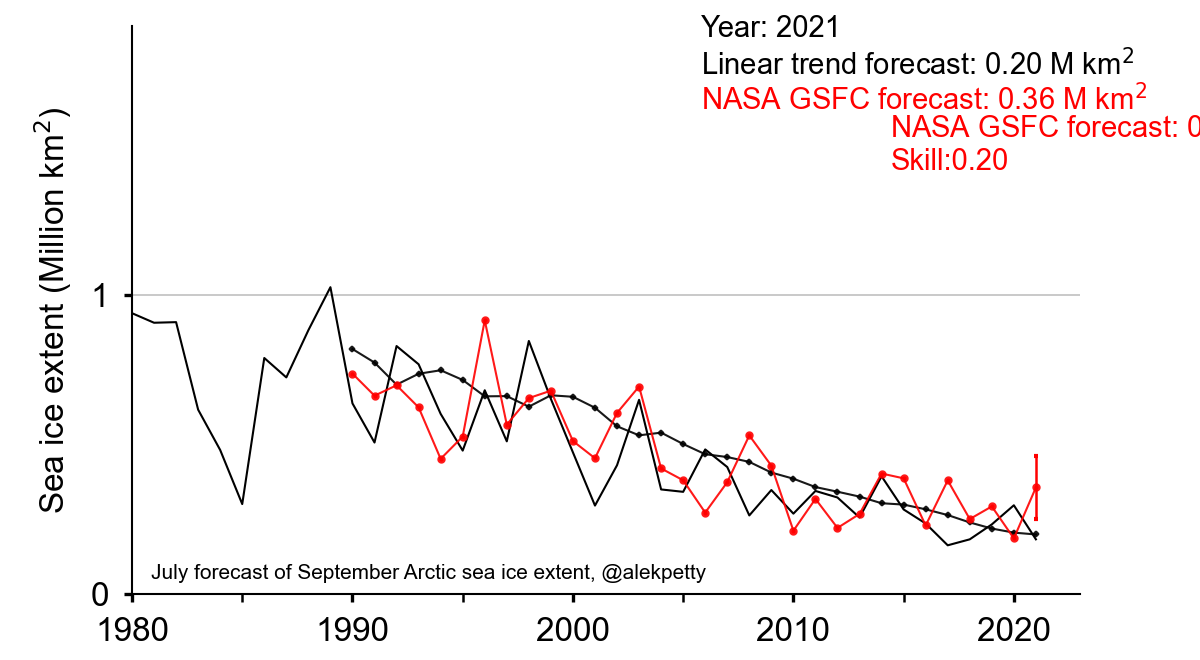 Year: 2021
Linear trend forecast: 0.20 M km²
NASA GSFC forecast: 0.36 M km²
NASA GSFC forecast: 0
Skill:0.20
Sea ice extent (Million km²)
1
0
July forecast of September Arctic sea ice extent, @alekpetty
1980 1990 2000 2010 2020